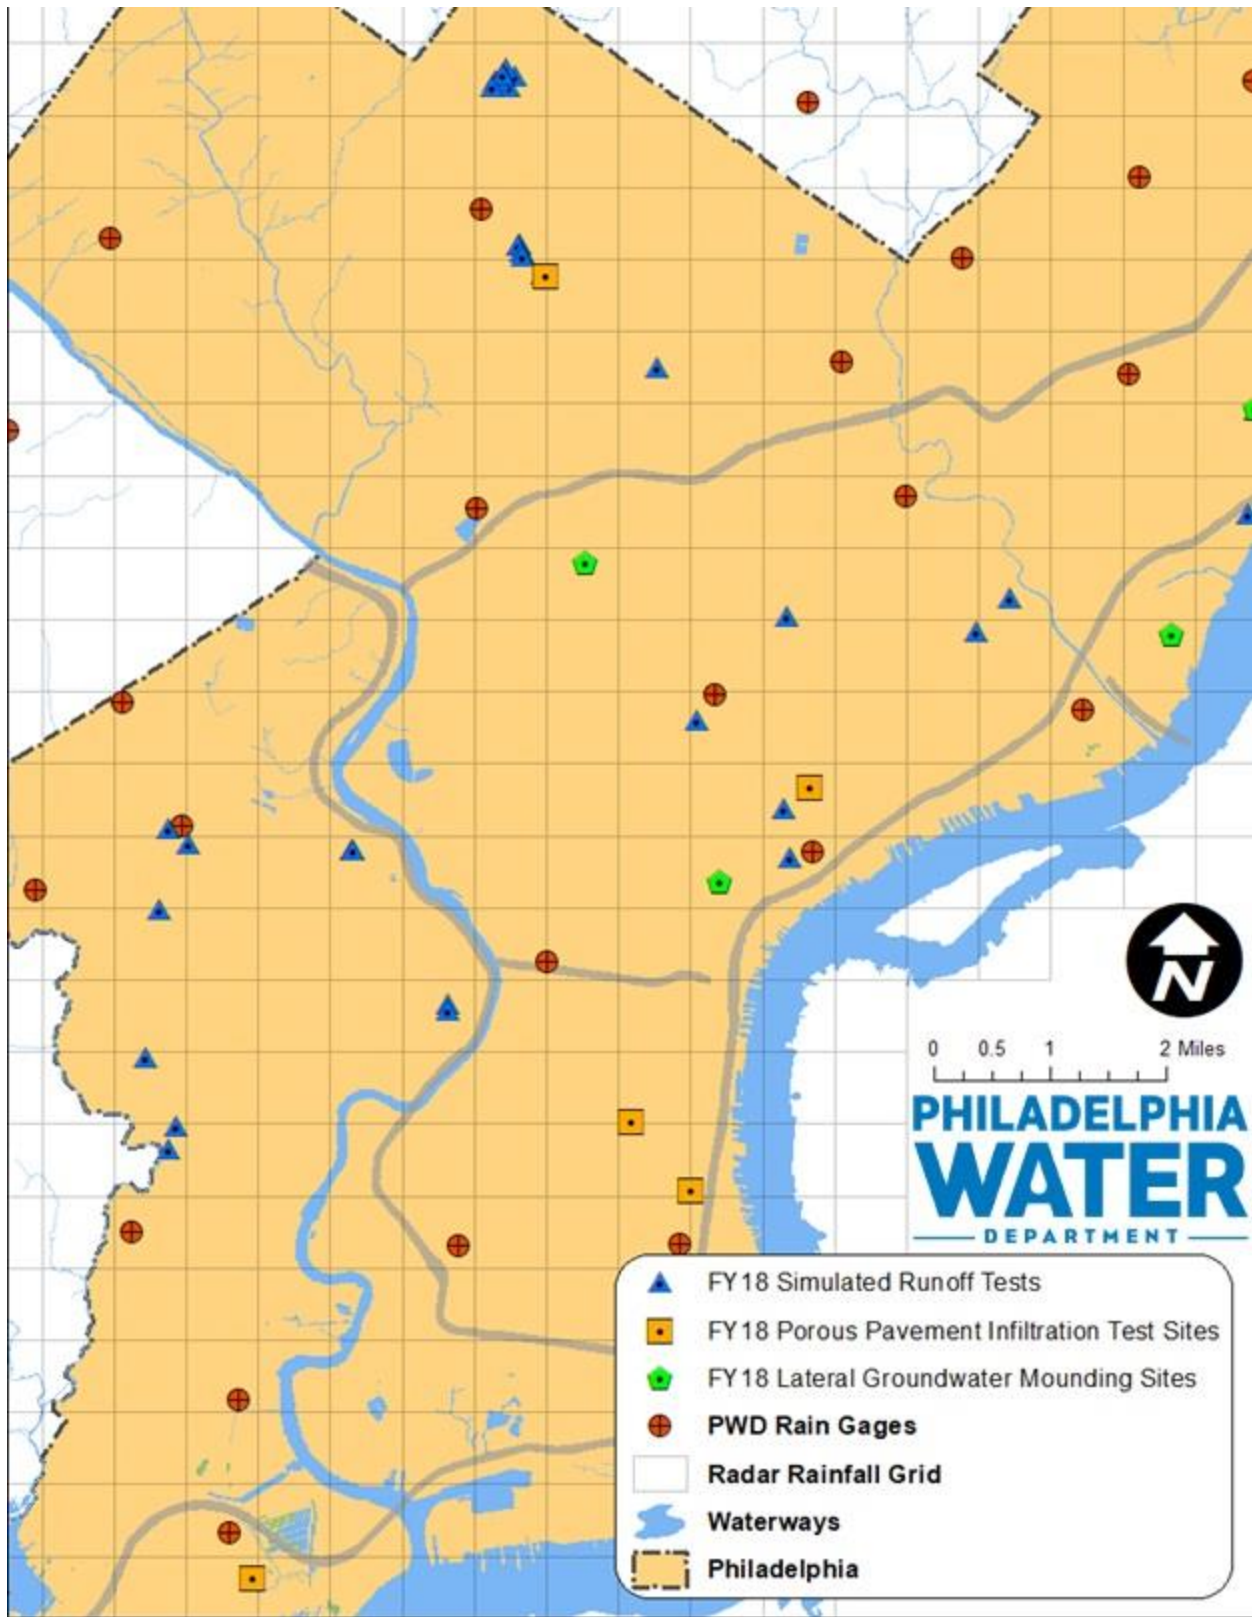 N
0 0.5 1 2 Miles
PHILADELPHIA
WATER
DEPARTMENT
FY18 Simulated Runoff Tests
FY18 Porous Pavement Infiltration Test Sites
FY18 Lateral Groundwater Mounding Sites
PWD Rain Gages
Radar Rainfall Grid
Waterways
Philadelphia